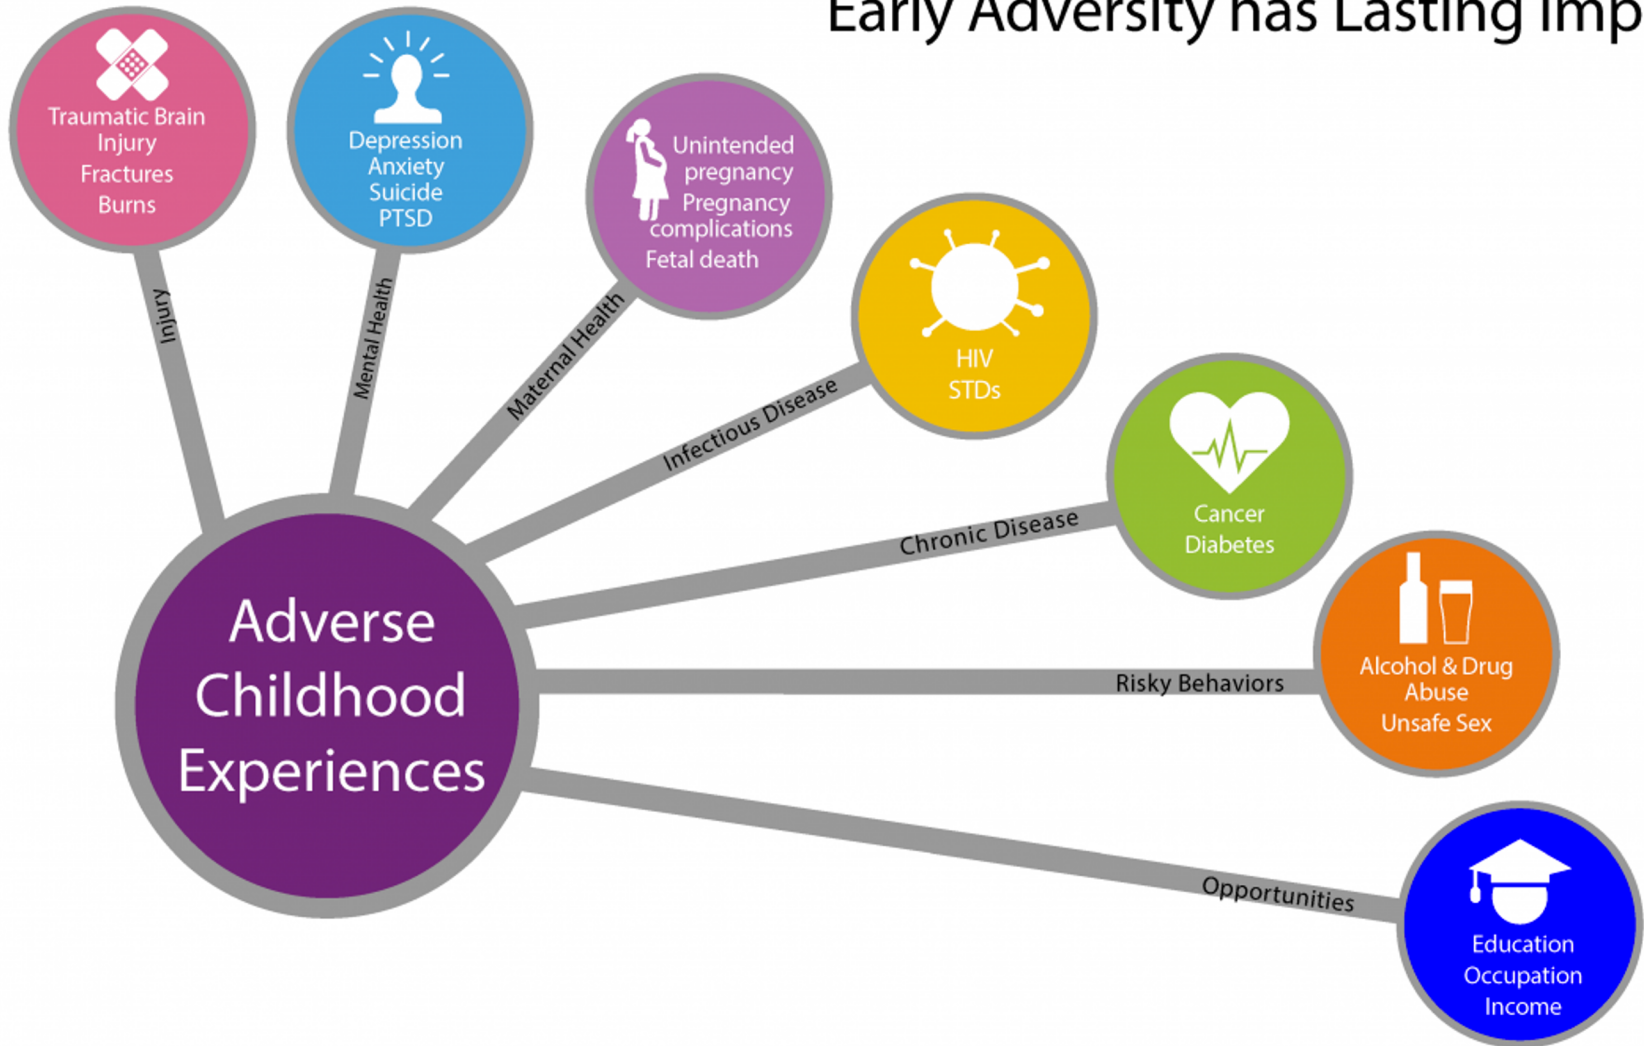 Early Adversity has Lasting Imp
Traumatic Brain
Injury
Fractures
Burns
Depression
Anxiety
Suicide
PTSD
Unintended
pregnancy
Pregnancy
complications
Fetal death
HIV
STDs
Cancer
Diabetes
Alcohol & Drug
Abuse
Unsafe Sex
Education
Occupation
Income
Injury
Mental Health
Maternal Health
Infectious Disease
Chronic Disease
Risky Behaviors
Opportunities
Adverse
Childhood
Experiences